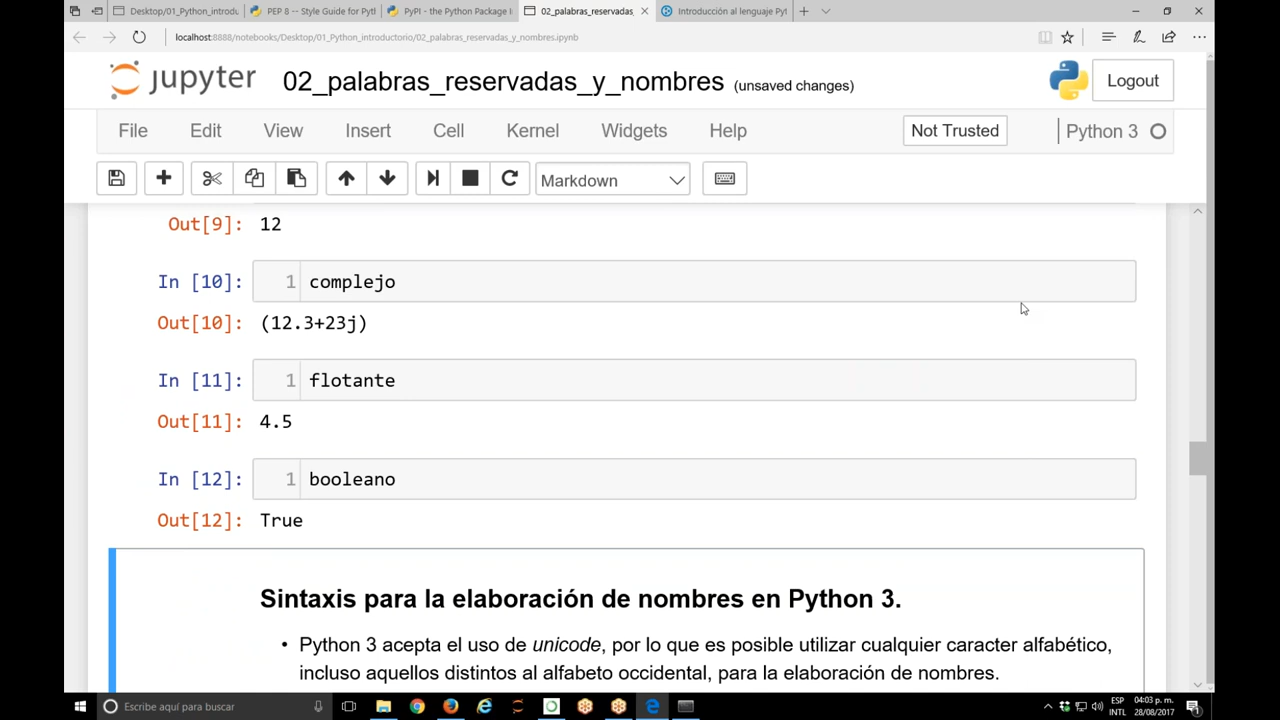 Desktop/01_Python_introdu
PEP 8 -- Style Guide for Pytl
PyPI - the Python Package I
02_palabras_reservadas_
Introducción al lenguaje Pyt
localhost:8888/notebooks/Desktop/01_Python_introductorio/02_palabras_reservadas_y_nombres.ipynb
jupyter 02_palabras_reservadas_y_nombres (unsaved changes) Logout
File Edit View Insert Cell Kernel Widgets Help Not Trusted Python 3
Markdown
Out[9]: 12
In [10]: 1 complejo
Out[10]: (12.3+23j)
In [11]: 1 flotante
Out[11]: 4.5
In [12]: 1 booleano
Out[12]: True
Sintaxis para la elaboración de nombres en Python 3.
• Python 3 acepta el uso de unicode, por lo que es posible utilizar cualquier caracter alfabético,
incluso aquellos distintos al alfabeto occidental, para la elaboración de nombres.
Escribe aquí para buscar
ESP 04:03 p. m.
INTL 28/08/2017